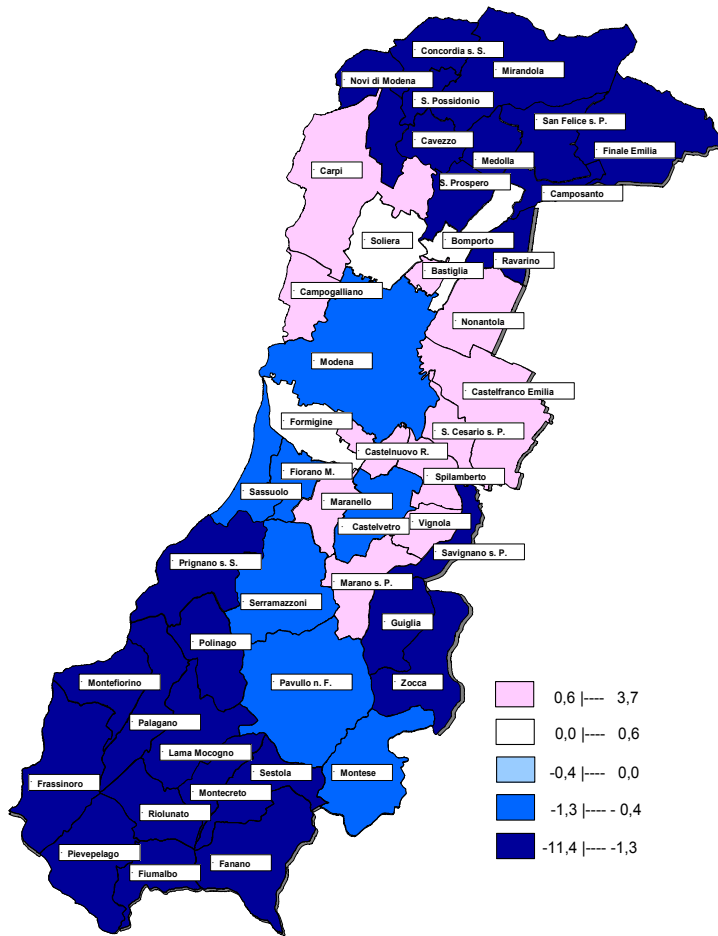 Concordia s. S.
Mirandola
Novi di Modena
S. Possidonio
San Felice s. P.
Cavezzo
Finale Emilia
Medolla
Carpi
S. Prospero
Camposanto
Soliera
Bomporto
Ravarino
Bastiglia
Campogalliano
Nonantola
Modena
Castelfranco Emilia
Formigine
S. Cesario s. P.
Castelnuovo R.
Fiorano M.
Spilamberto
Sassuolo
Maranello
Vignola
Castelvetro
Savignano s. P.
Prignano s. S.
Marano s. P.
Serramazzoni
Guiglia
Polinago
Montefiorino
Pavullo n. F.
Zocca
Palagano
Lama Mocogno
Sestola
Montese
Frassinoro
Montecreto
Riolunato
Pievepelago
Fanano
Fiumalbo
0,6 |---- 3,7
0,0 |---- 0,6
-0,4 |---- 0,0
-1,3 |---- - 0,4
-11,4 |---- -1,3